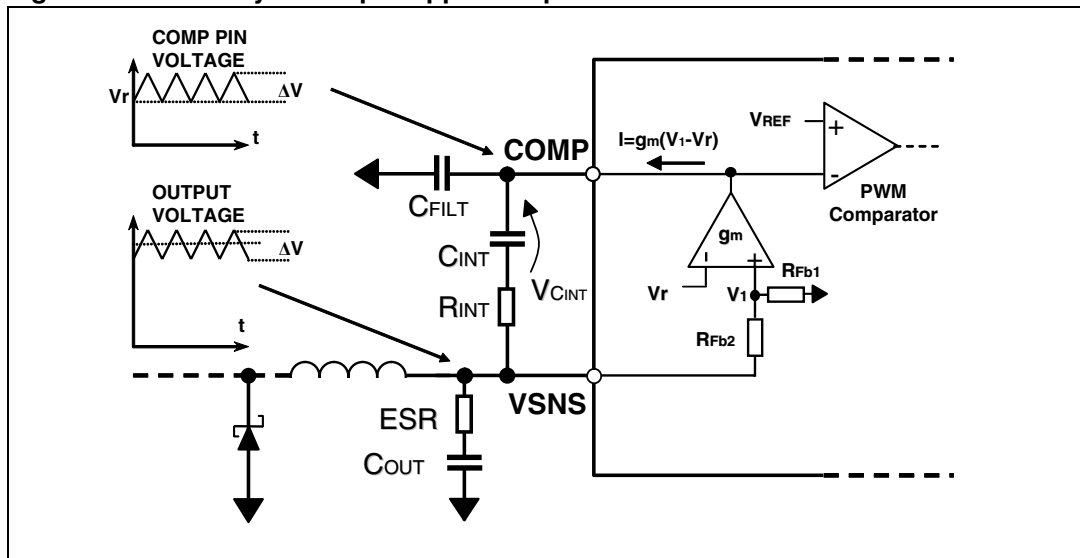 COMP PIN
VOLTAGE
Vr
ΔV
t
OUTPUT
VOLTAGE
ΔV
t
COMP
CFILT
CINT
VCINT
RINT
VSNS
ESR
COUT
I=gm(V1-Vr)
VREF
+
-
PWM
Comparator
gm
-
+
Vr
V1
RFb1
RFb2